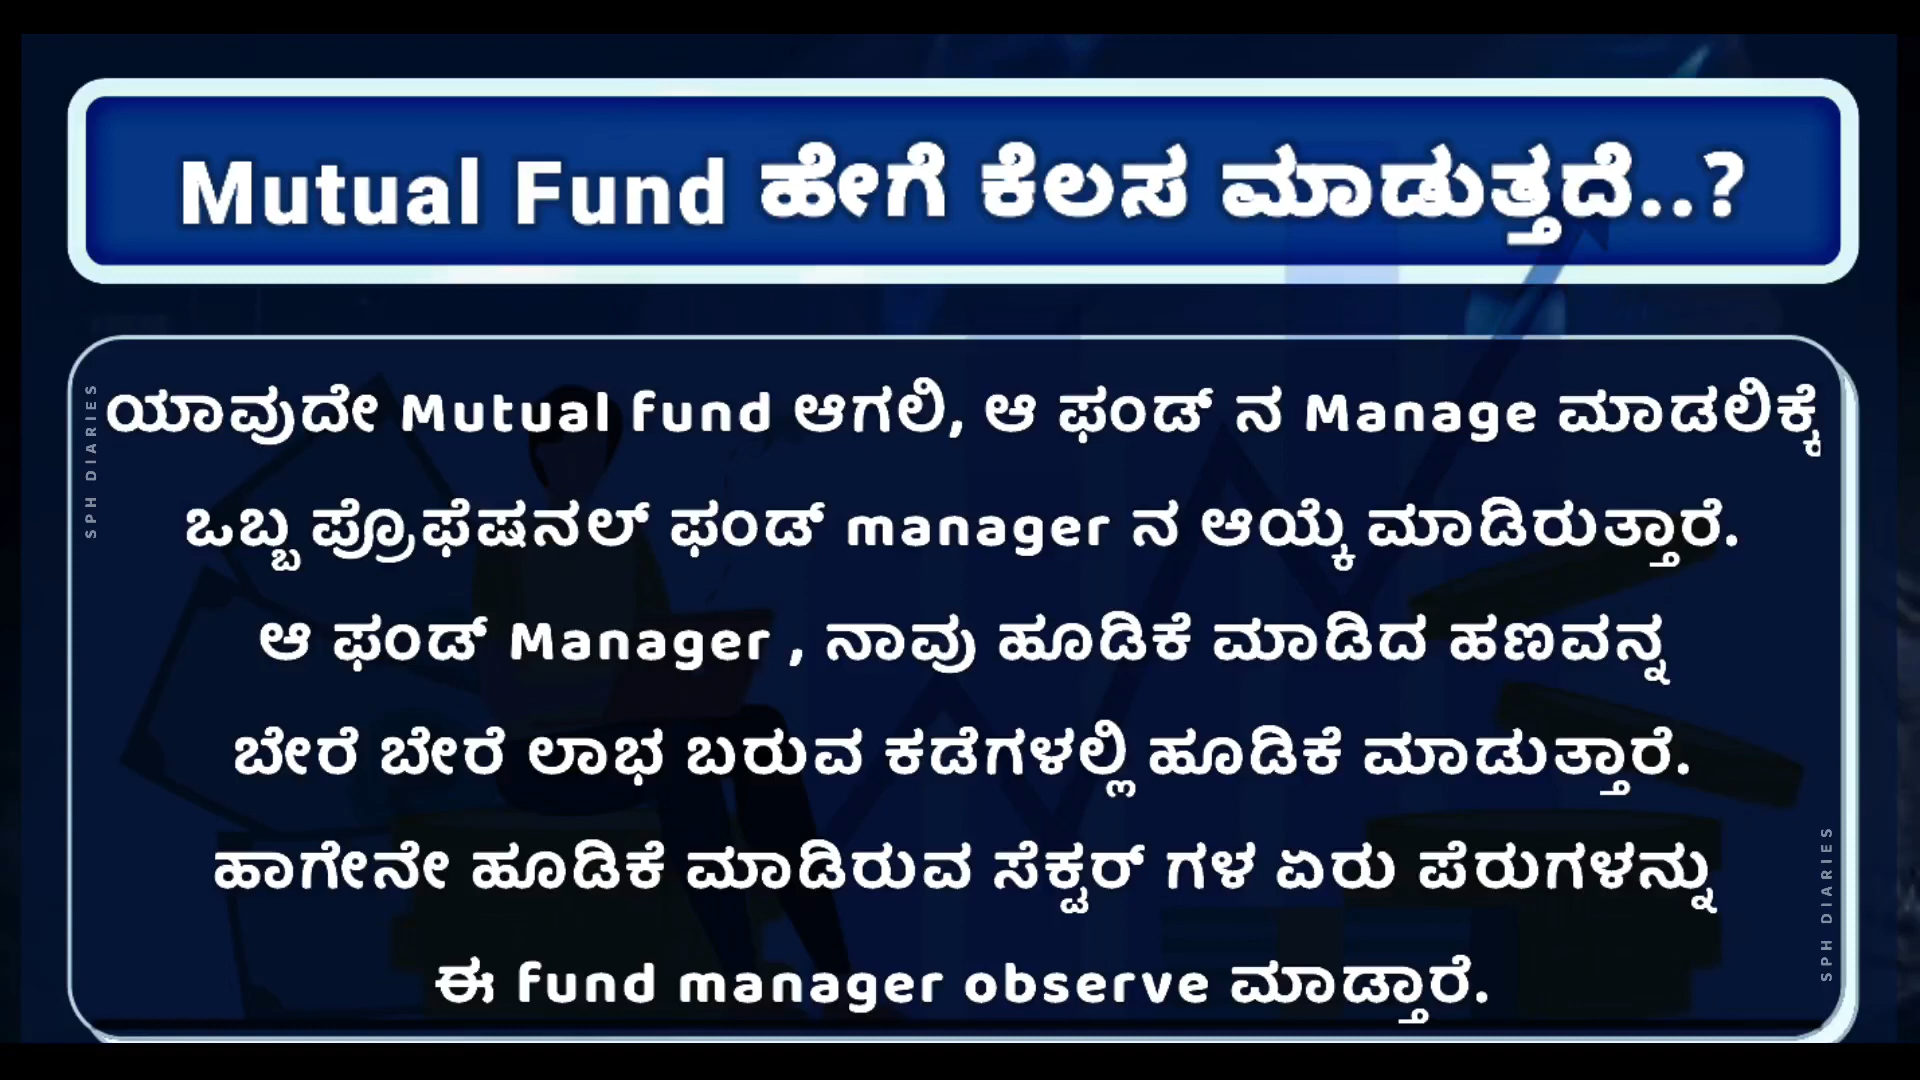 Mutual Fund ಹೇಗೆ ಕೆಲಸ ಮಾಡುತ್ತದೆ..?
ಯಾವುದೇ Mutual fund ಆಗಲಿ, ಆ ಫಂಡ್ ನ Manage ಮಾಡಲಿಕ್ಕೆ
ಒಬ್ಬ ಪ್ರೊಫೆಷನಲ್ ಫಂಡ್ manager ನ ಆಯ್ಕೆ ಮಾಡಿರುತ್ತಾರೆ.
ಆ ಫಂಡ್ Manager , ನಾವು ಹೂಡಿಕೆ ಮಾಡಿದ ಹಣವನ್ನ
ಬೇರೆ ಬೇರೆ ಲಾಭ ಬರುವ ಕಡೆಗಳಲ್ಲಿ ಹೂಡಿಕೆ ಮಾಡುತ್ತಾರೆ.
ಹಾಗೇನೇ ಹೂಡಿಕೆ ಮಾಡಿರುವ ಸೆಕ್ಟರ್ ಗಳ ಏರು ಪೆರುಗಳನ್ನು
ಈ fund manager observe ಮಾಡ್ತಾರೆ.
SPH DIARIES
SPH DIARIES